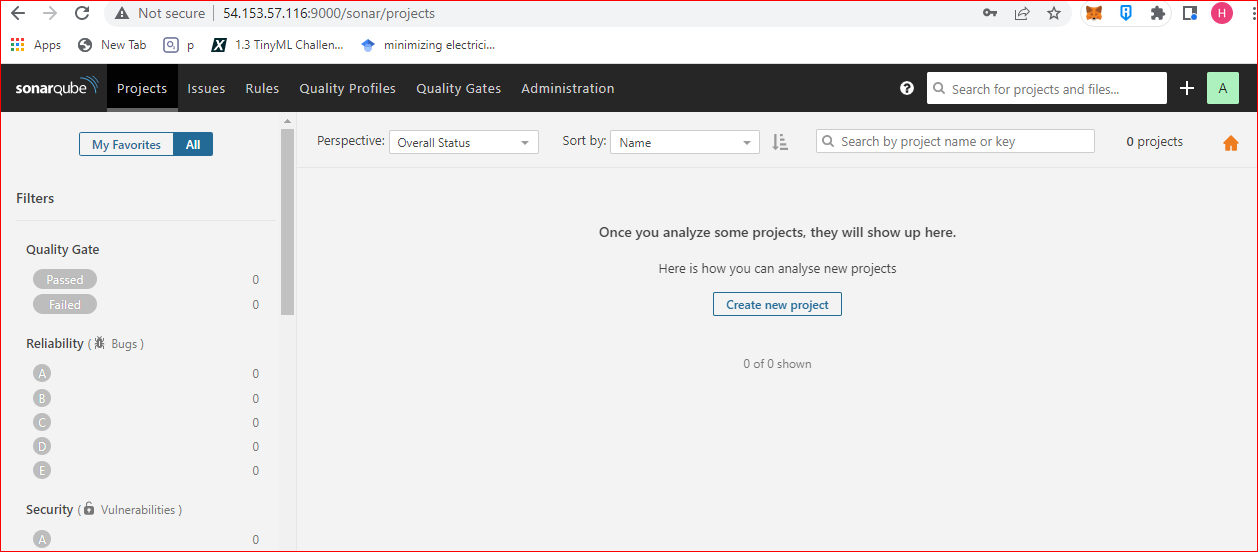 Not secure 54.153.57.116:9000/sonar/projects H
Apps New Tab p 1.3 TinyML Challen... minimizing electrici...
sonarqube Projects Issues Rules Quality Profiles Quality Gates Administration ? Search for projects and files... A
My Favorites All Perspective: Overall Status Sort by: Name Search by project name or key 0 projects
Filters
Quality Gate
Passed 0
Failed 0
Reliability ( Bugs )
A 0
B 0
C 0
D 0
E 0
Security ( Vulnerabilities )
A 0
Once you analyze some projects, they will show up here.
Here is how you can analyse new projects
Create new project
0 of 0 shown